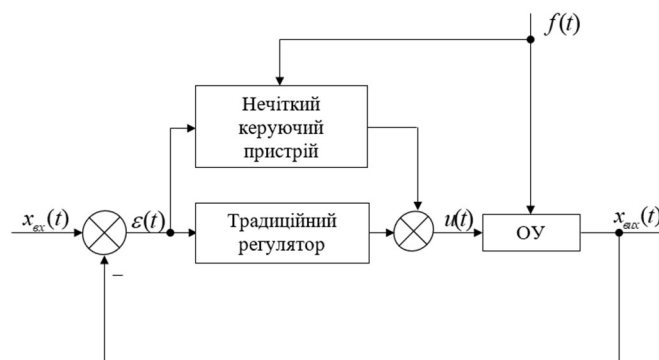 f(t)
Нечіткий
керуючий
пристрій
x_вх(t)
ε(t)
Традиційний
регулятор
u(t)
ОУ
x_вих(t)
–